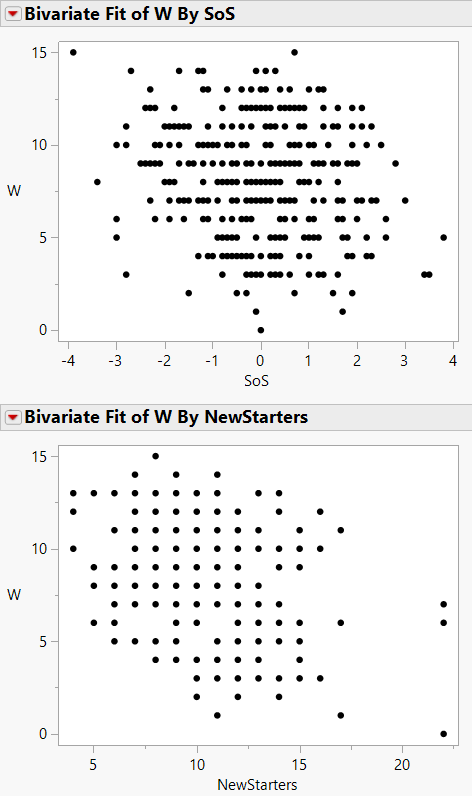 Bivariate Fit of W By SoS
15
10
W
5
0
-4 -3 -2 -1 0 1 2 3 4
SoS
Bivariate Fit of W By NewStarters
15
10
W
5
0
5 10 15 20
NewStarters